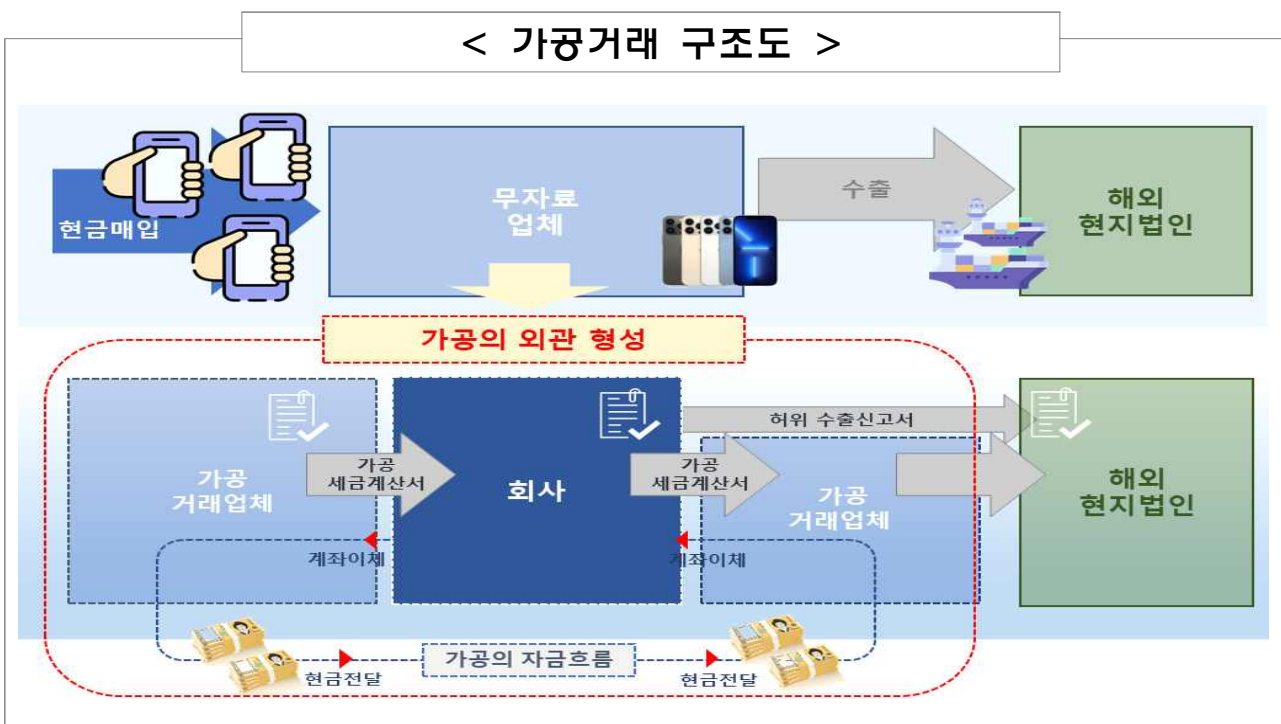 < 가공거래 구조도 >
현금매입
무자료
업체
수출
해외
현지법인
가공의 외관 형성
가공
거래업체
가공
세금계산서
회사
허위 수출신고서
가공
세금계산서
가공
거래업체
해외
현지법인
계좌이체
계좌이체
가공의 자금흐름
현금전달
현금전달